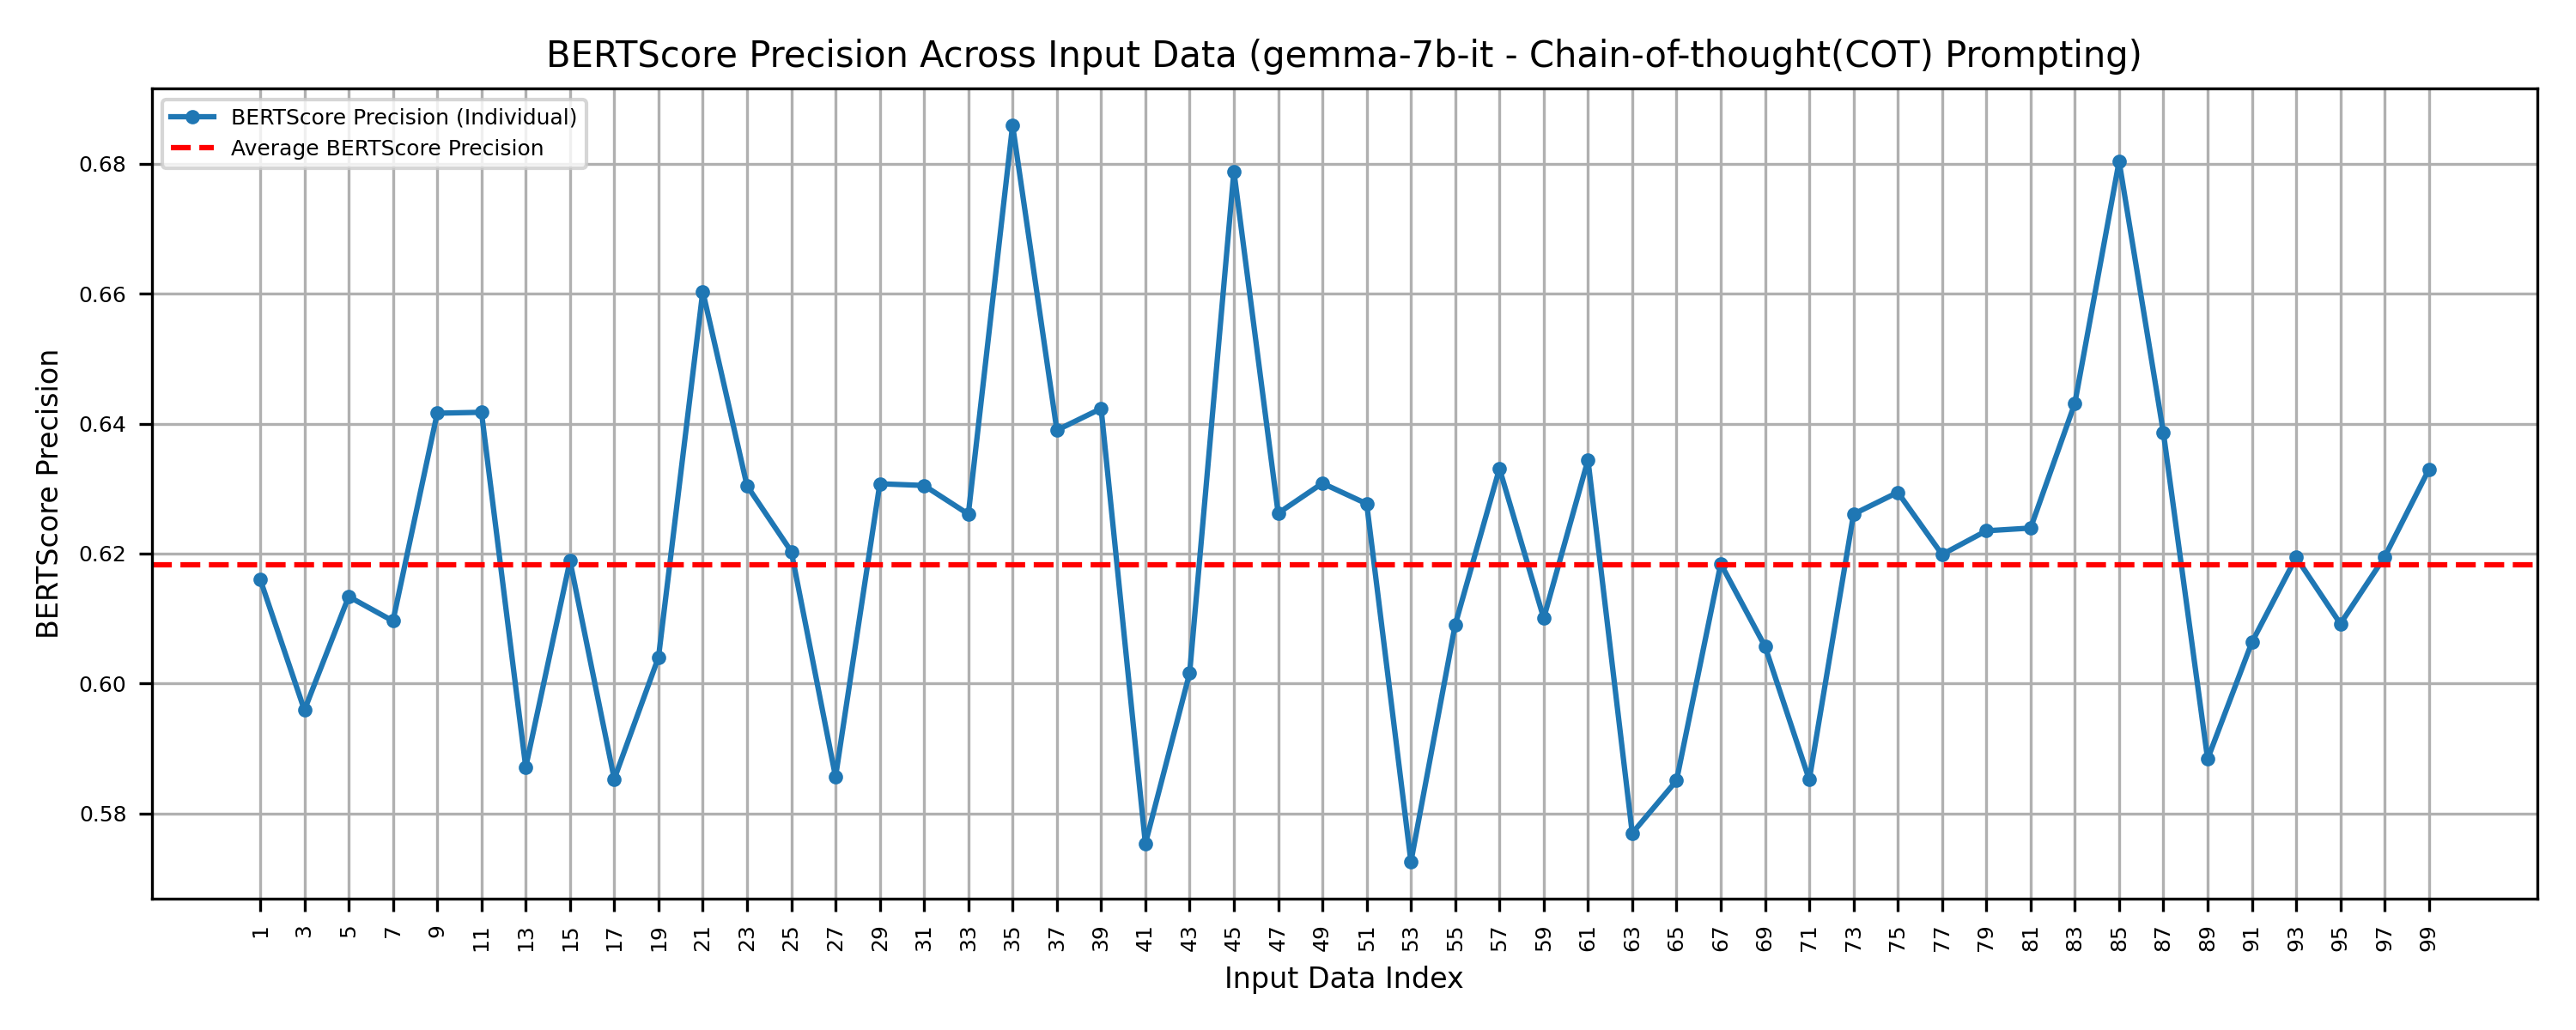 BERTScore Precision Across Input Data (gemma-7b-it - Chain-of-thought(COT) Prompting)
BERTScore Precision (Individual)
Average BERTScore Precision
BERTScore Precision
0.68
0.66
0.64
0.62
0.60
0.58
1 3 5 7 9 11 13 15 17 19 21 23 25 27 29 31 33 35 37 39 41 43 45 47 49 51 53 55 57 59 61 63 65 67 69 71 73 75 77 79 81 83 85 87 89 91 93 95 97 99
Input Data Index